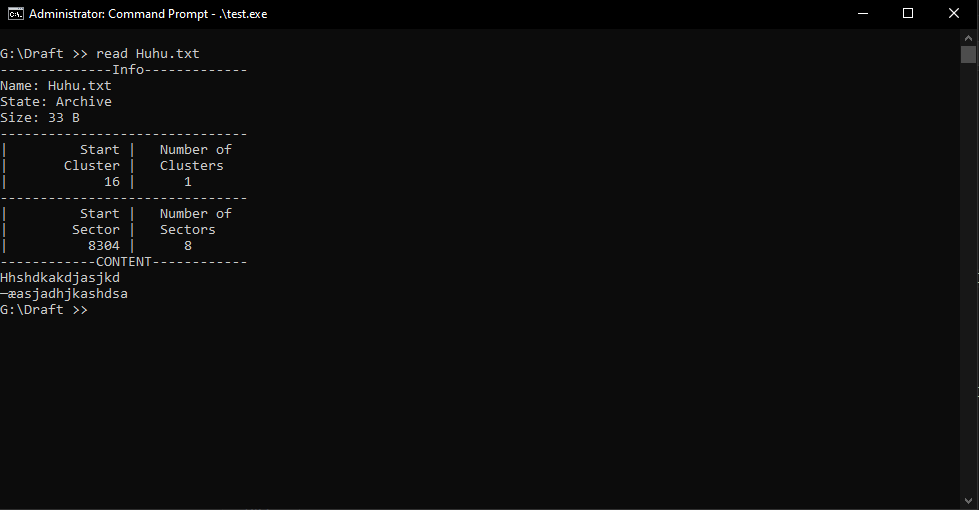 Administrator: Command Prompt - .\test.exe
G:\Draft >> read Huhu.txt
--------------Info-------------
Name: Huhu.txt
State: Archive
Size: 33 B
-------------------------------
|         Start |   Number of
|       Cluster |   Clusters
|            16 |      1
-------------------------------
|         Start |   Number of
|        Sector |   Sectors
|          8304 |      8
------------CONTENT------------
Hhshdkakdjasjkd
─æasjadhjkashdsa
G:\Draft >>